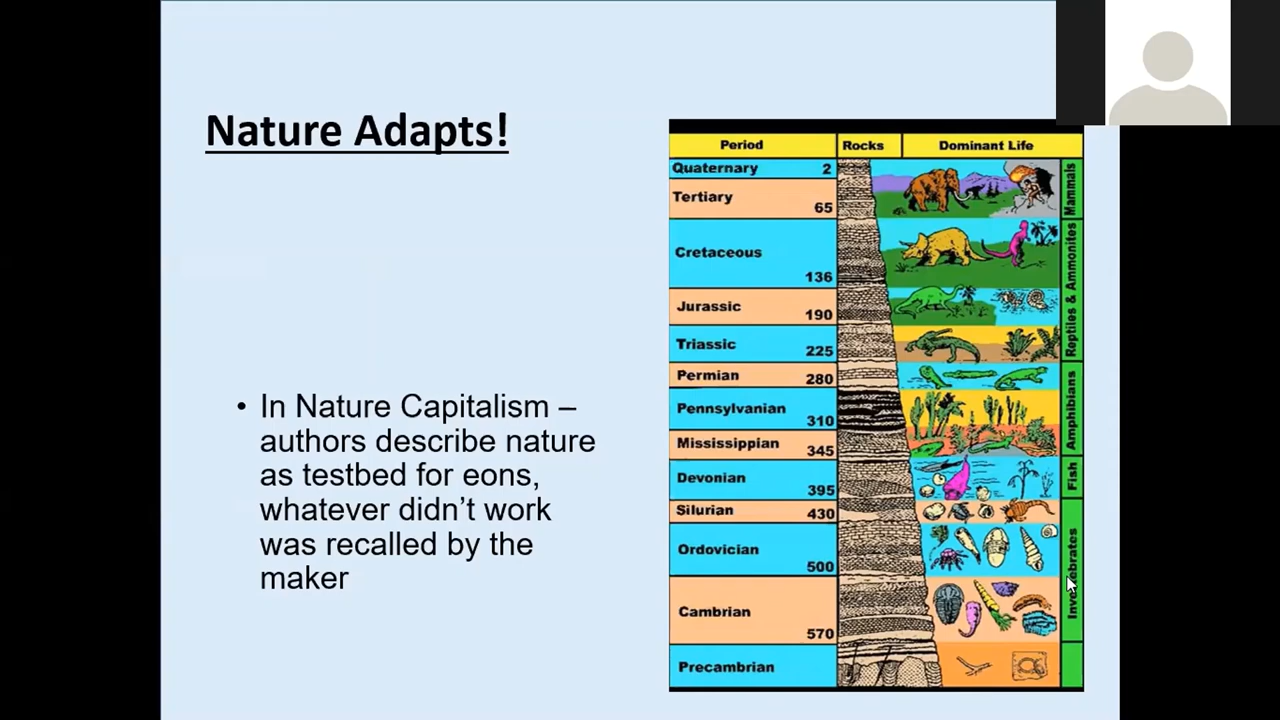 Nature Adapts!
• In Nature Capitalism –
authors describe nature
as testbed for eons,
whatever didn’t work
was recalled by the
maker
Period Rocks Dominant Life
Quaternary 2
Tertiary 65
Cretaceous 136
Jurassic 190
Triassic 225
Permian 280
Pennsylvanian 310
Mississippian 345
Devonian 395
Silurian 430
Ordovician 500
Cambrian 570
Precambrian
Mammals
Reptiles & Ammonites
Amphibians
Fish
Invertebrates